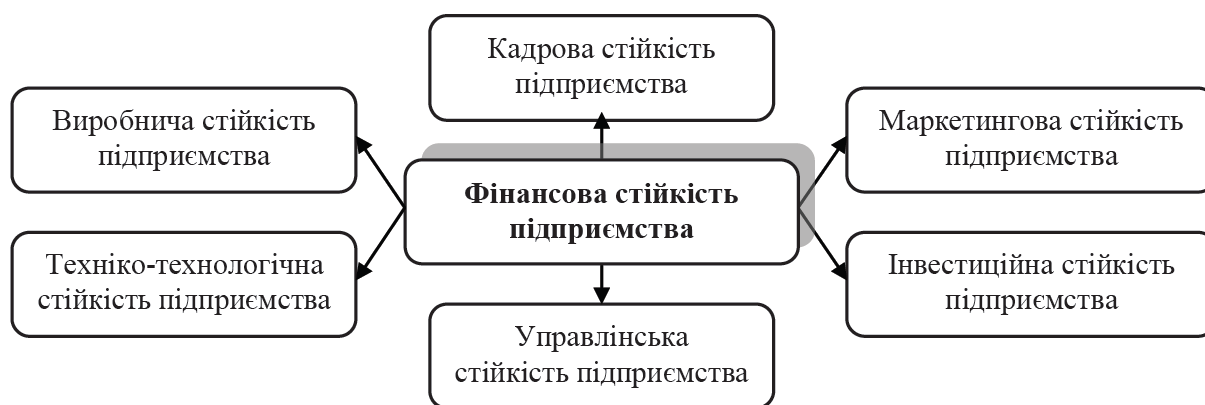 Кадрова стійкість
підприємства
Виробнича стійкість
підприємства
Маркетингова стійкість
підприємства
Фінансова стійкість
підприємства
Техніко-технологічна
стійкість підприємства
Інвестиційна стійкість
підприємства
Управлінська
стійкість підприємства